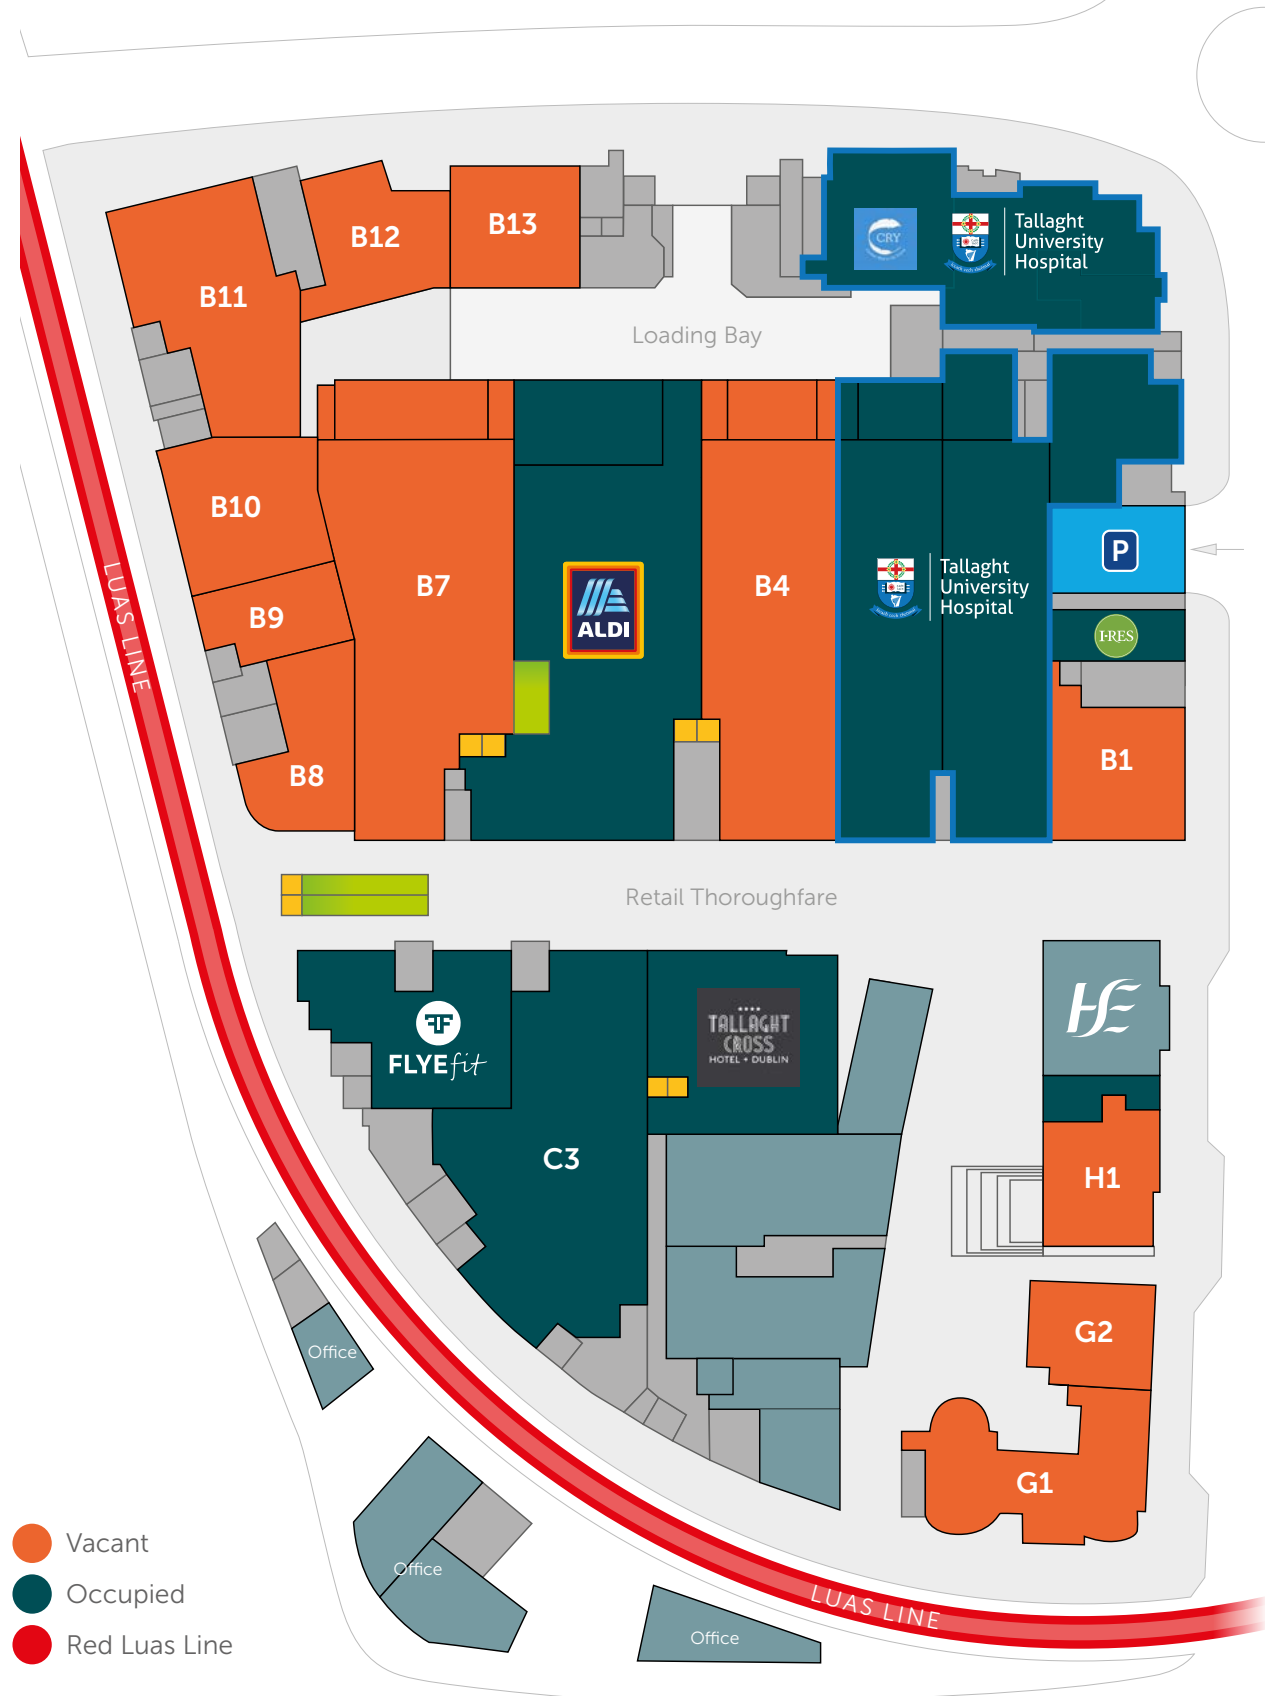 B12
B13
CRY
Tallaght
University
Hospital
B11
Loading Bay
B10
P
B7
B4
Tallaght
University
Hospital
B9
ALDI
I·RES
LUAS LINE
B8
B1
Retail Thoroughfare
HE
FLYEfit
TALLAGHT
CROSS
HOTEL • DUBLIN
C3
H1
G2
Office
G1
Vacant
Office
Occupied
LUAS LINE
Office
Red Luas Line